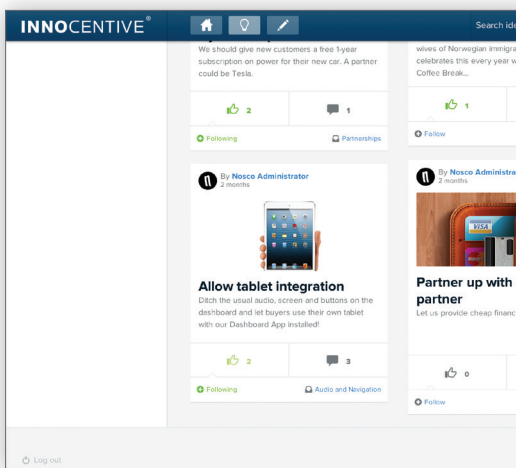 INNOCENTIVE®
Search ide
We should give new customers a free 1-year
subscription on power for their new car. A partner
could be Tesla.
2
1
Following
Partnerships
By Nosco Administrator
2 months
Allow tablet integration
Ditch the usual audio, screen and buttons on the
dashboard and let buyers use their own tablet
with our Dashboard App installed!
2
3
Following
Audio and Navigation
wives of Norwegian immigra
celebrates this every year w
Coffee Break...
1
Follow
By Nosco Administra
2 months
VISA
Partner up with
partner
Let us provide cheap financ
0
Follow
Log out